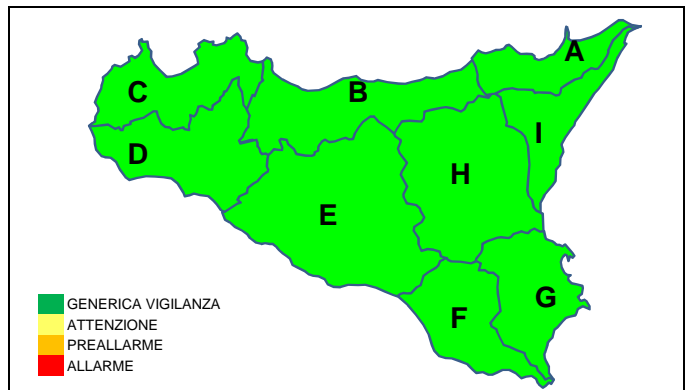 A
C
B
I
D
H
E
G
F
GENERICA VIGILANZA
ATTENZIONE
PREALLARME
ALLARME